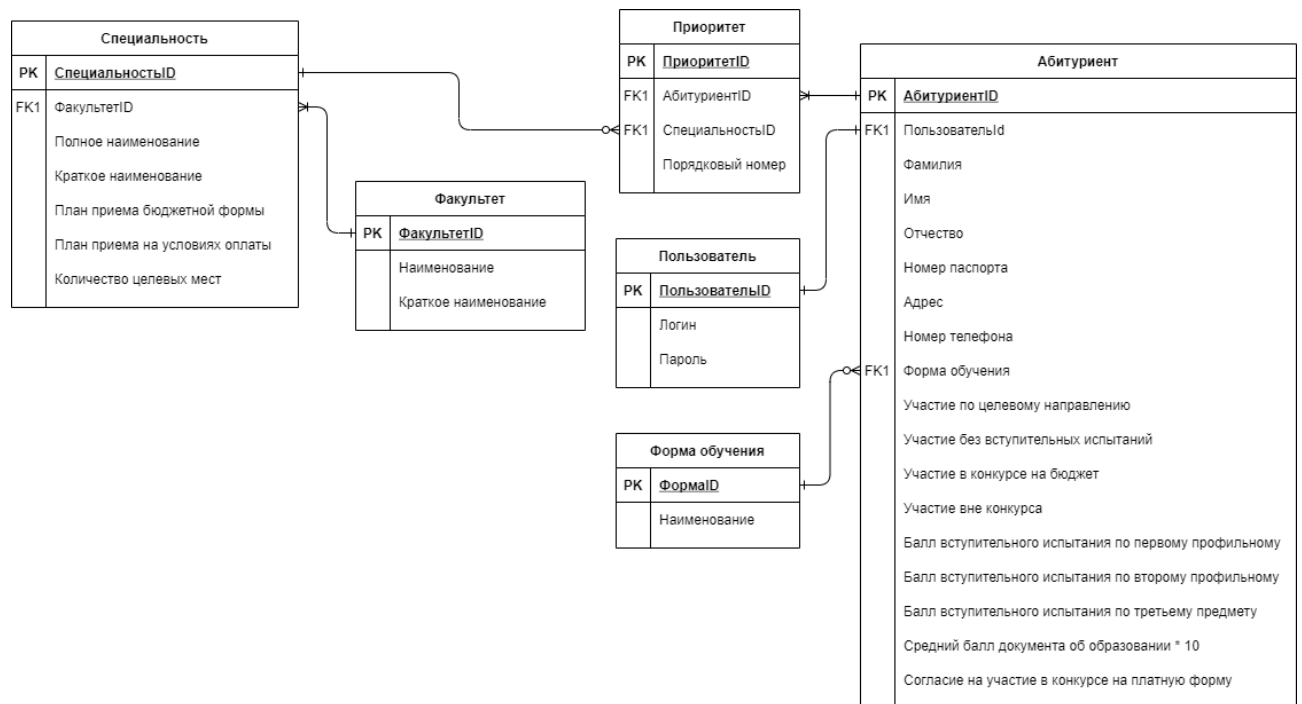 Специальность
PK СпециальностьID
FK1 ФакультетID
Полное наименование
Краткое наименование
План приема бюджетной формы
План приема на условиях оплаты
Количество целевых мест
Факультет
PK ФакультетID
Наименование
Краткое наименование
Приоритет
PK ПриоритетID
FK1 АбитуриентID
FK1 СпециальностьID
Порядковый номер
Пользователь
PK ПользовательID
Логин
Пароль
Форма обучения
PK ФормаID
Наименование
Абитуриент
PK АбитуриентID
FK1 ПользовательId
Фамилия
Имя
Отчество
Номер паспорта
Адрес
Номер телефона
FK1 Форма обучения
Участие по целевому направлению
Участие без вступительных испытаний
Участие в конкурсе на бюджет
Участие вне конкурса
Балл вступительного испытания по первому профильному
Балл вступительного испытания по второму профильному
Балл вступительного испытания по третьему предмету
Средний балл документа об образовании * 10
Согласие на участие в конкурсе на платную форму